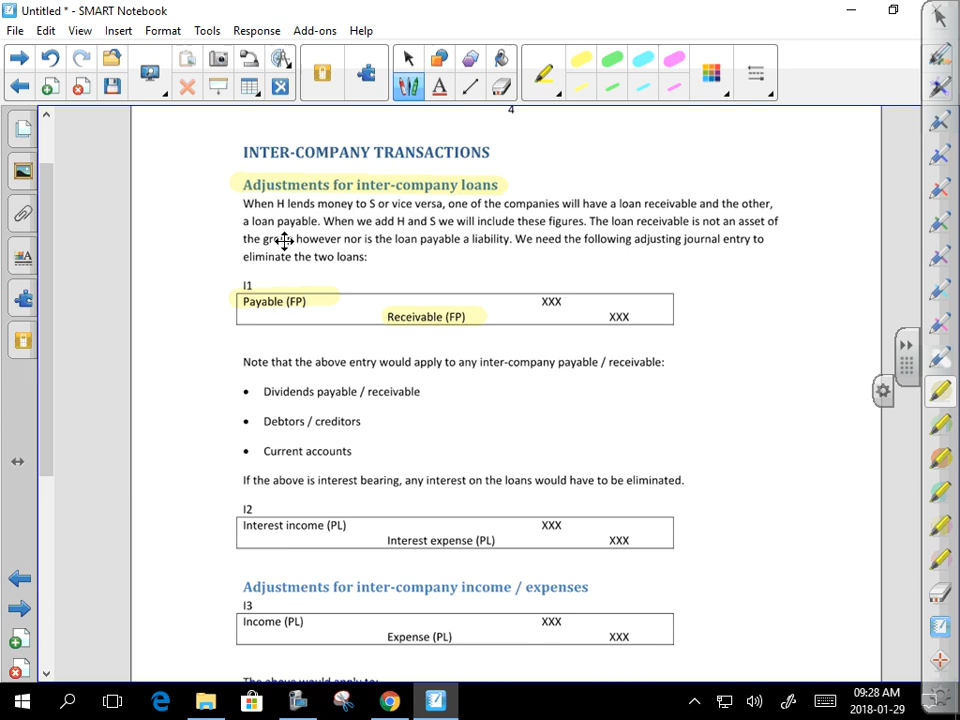 Untitled * - SMART Notebook
File Edit View Insert Format Tools Response Add-ons Help
4
INTER-COMPANY TRANSACTIONS
Adjustments for inter-company loans
When H lends money to S or vice versa, one of the companies will have a loan receivable and the other,
a loan payable. When we add H and S we will include these figures. The loan receivable is not an asset of
the however nor is the loan payable a liability. We need the following adjusting journal entry to
eliminate the two loans:
I1
Payable (FP) XXX
Receivable (FP) XXX
Note that the above entry would apply to any inter-company payable / receivable:
• Dividends payable / receivable
• Debtors / creditors
• Current accounts
If the above is interest bearing, any interest on the loans would have to be eliminated.
I2
Interest income (PL) XXX
Interest expense (PL) XXX
Adjustments for inter-company income / expenses
I3
Income (PL) XXX
Expense (PL) XXX
The above would apply to:
09:28 AM
2018-01-29